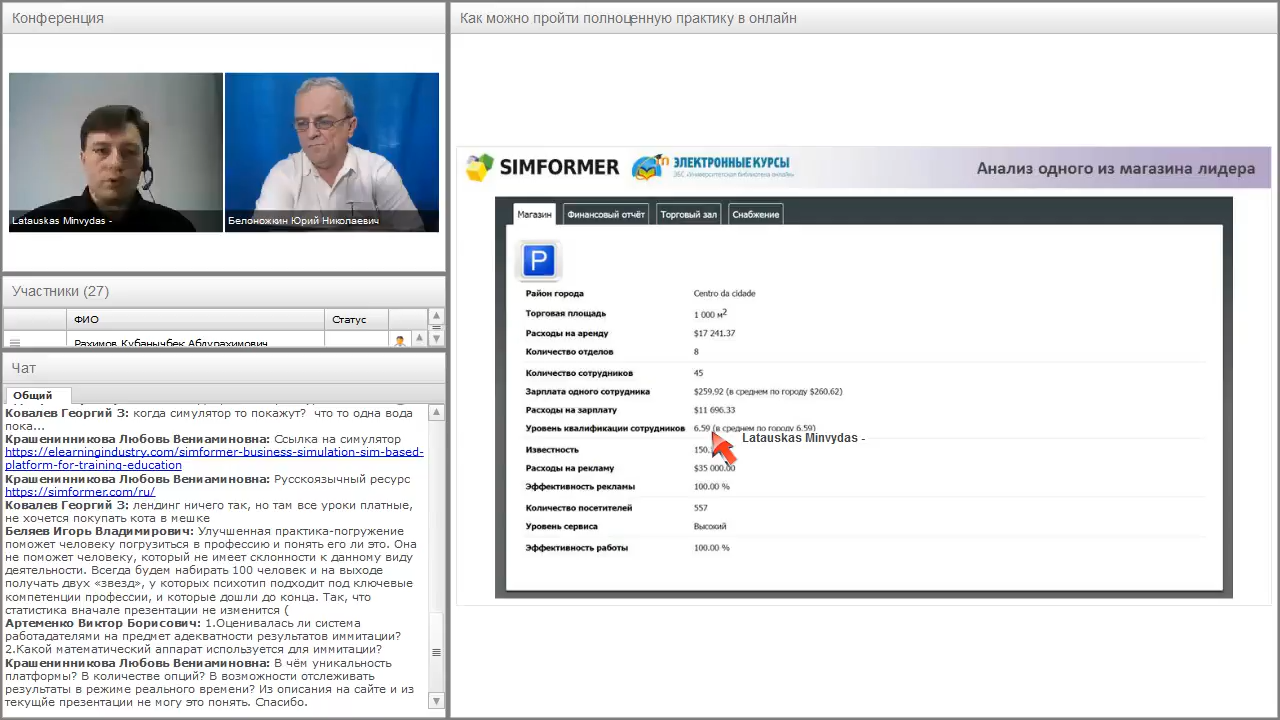 Конференция
Latauskas Minvydas -
Белоножкин Юрий Николаевич
Участники (27)
ФИО
Статус
Рахимов Кубанычбек Абдурахимович
Чат
Общий
Ковалев Георгий З: когда симулятор то покажут? что то одна вода
пока...
Крашенинникова Любовь Вениаминовна: Ссылка на симулятор
https://elearningindustry.com/simformer-business-simulation-sim-based-
platform-for-training-education
Крашенинникова Любовь Вениаминовна: Русскоязычный ресурс
https://simformer.com/ru/
Ковалев Георгий З: лендинг ничего так, но там все уроки платные,
не хочется покупать кота в мешке
Беляев Игорь Владимирович: Улучшенная практика-погружение
поможет человеку погрузиться в профессию и понять его ли это. Она
не поможет человеку, который не имеет склонности к данному виду
деятельности. Всегда будем набирать 100 человек и на выходе
получать двух «звезд», у которых психотип подходит под ключевые
компетенции профессии, и которые дошли до конца. Так, что
статистика вначале презентации не изменится (
Артеменко Виктор Борисович: 1.Оценивалась ли система
работадателями на предмет адекватности результатов иммитации?
2.Какой математический аппарат используется для иммитации?
Крашенинникова Любовь Вениаминовна: В чём уникальность
платформы? В количестве опций? В возможности отслеживать
результаты в режиме реального времени? Из описания на сайте и из
текущйе презентации не могу это понять. Спасибо.
Как можно пройти полноценную практику в онлайн
SIMFORMER
ЭЛЕКТРОННЫЕ КУРСЫ
ЭБС «Университетская библиотека онлайн»
Анализ одного из магазина лидера
Магазин
Финансовый отчёт
Торговый зал
Снабжение
P
Район города Centro da cidade
Торговая площадь 1 000 м2
Расходы на аренду $17 241.37
Количество отделов 8
Количество сотрудников 45
Зарплата одного сотрудника $259.92 (в среднем по городу $260.62)
Расходы на зарплату $11 696.33
Уровень квалификации сотрудников 6.59 (в среднем по городу 6.59)
Latauskas Minvydas -
Известность 150.
Расходы на рекламу $35 000.00
Эффективность рекламы 100.00 %
Количество посетителей 557
Уровень сервиса Высокий
Эффективность работы 100.00 %